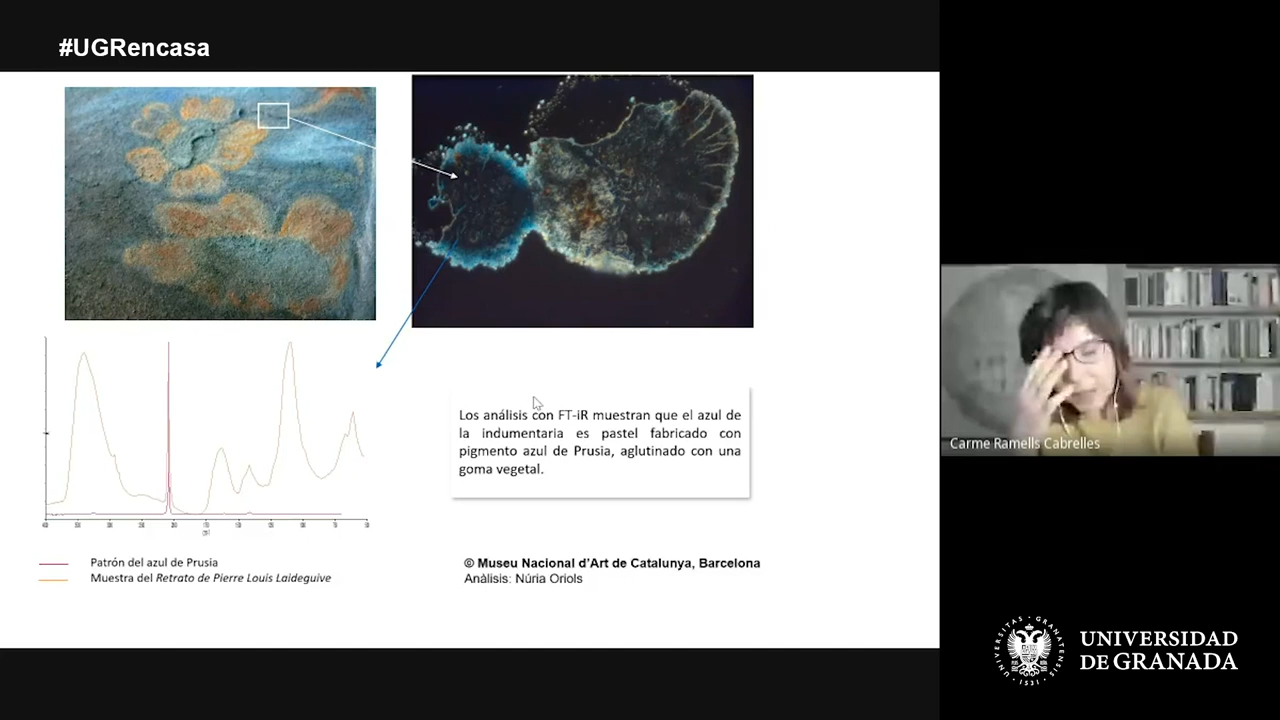 #UGRencasa
Los análisis con FT-iR muestran que el azul de
la indumentaria es pastel fabricado con
pigmento azul de Prusia, aglutinado con una
goma vegetal.
Patrón del azul de Prusia
Muestra del Retrato de Pierre Louis Laideguive
© Museu Nacional d'Art de Catalunya, Barcelona
Anàlisis: Núria Oriols
Carme Ramells Cabrelles
UNIVERSIDAD
DE GRANADA